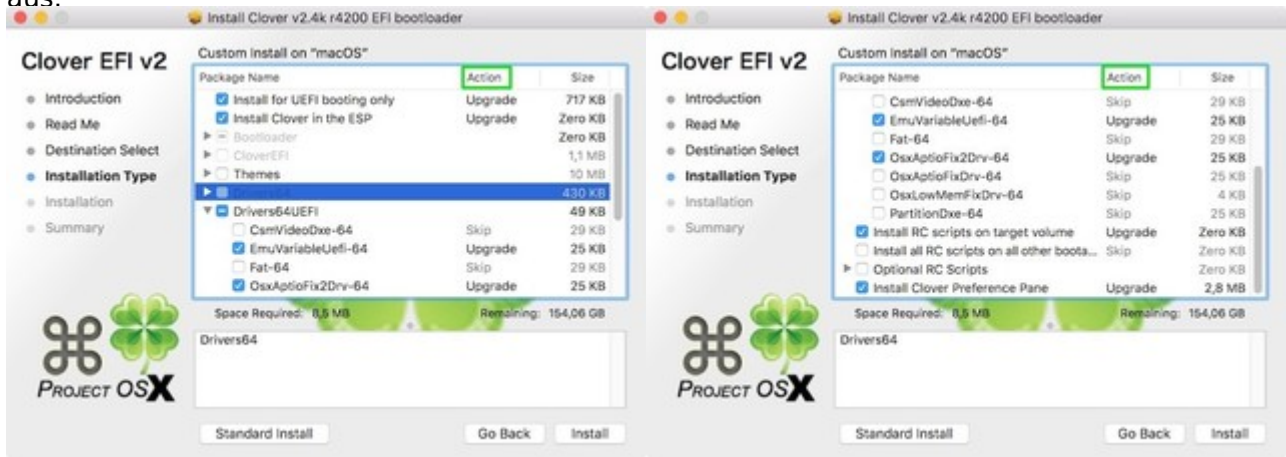 aus.
Install Clover v2.4k r4200 EFI bootloader
Clover EFI v2
Introduction
Read Me
Destination Select
Installation Type
Installation
Summary
PROJECT OSX
Custom Install on "macOS"
Package Name Action Size
Install for UEFI booting only Upgrade 717 KB
Install Clover in the ESP Upgrade Zero KB
Bootloader Zero KB
CloverEFI 1,1 MB
Themes 10 MB
Drivers64 430 KB
Drivers64UEFI 49 KB
CsmVideoDxe-64 Skip 29 KB
EmuVariableUefi-64 Upgrade 25 KB
Fat-64 Skip 29 KB
OsxAptioFix2Drv-64 Upgrade 25 KB
Space Required: 8,5 MB Remaining: 154,06 GB
Drivers64
Standard Install Go Back Install
Install Clover v2.4k r4200 EFI bootloader
Clover EFI v2
Introduction
Read Me
Destination Select
Installation Type
Installation
Summary
PROJECT OSX
Custom Install on "macOS"
Package Name Action Size
CsmVideoDxe-64 Skip 29 KB
EmuVariableUefi-64 Upgrade 25 KB
Fat-64 Skip 29 KB
OsxAptioFix2Drv-64 Upgrade 25 KB
OsxAptioFixDrv-64 Skip 25 KB
OsxLowMemFixDrv-64 Skip 4 KB
PartitionDxe-64 Skip 25 KB
Install RC scripts on target volume Upgrade Zero KB
Install all RC scripts on all other boota... Skip Zero KB
Optional RC Scripts Zero KB
Install Clover Preference Pane Upgrade 2,8 MB
Space Required: 8,5 MB Remaining: 154,06 GB
Drivers64
Standard Install Go Back Install